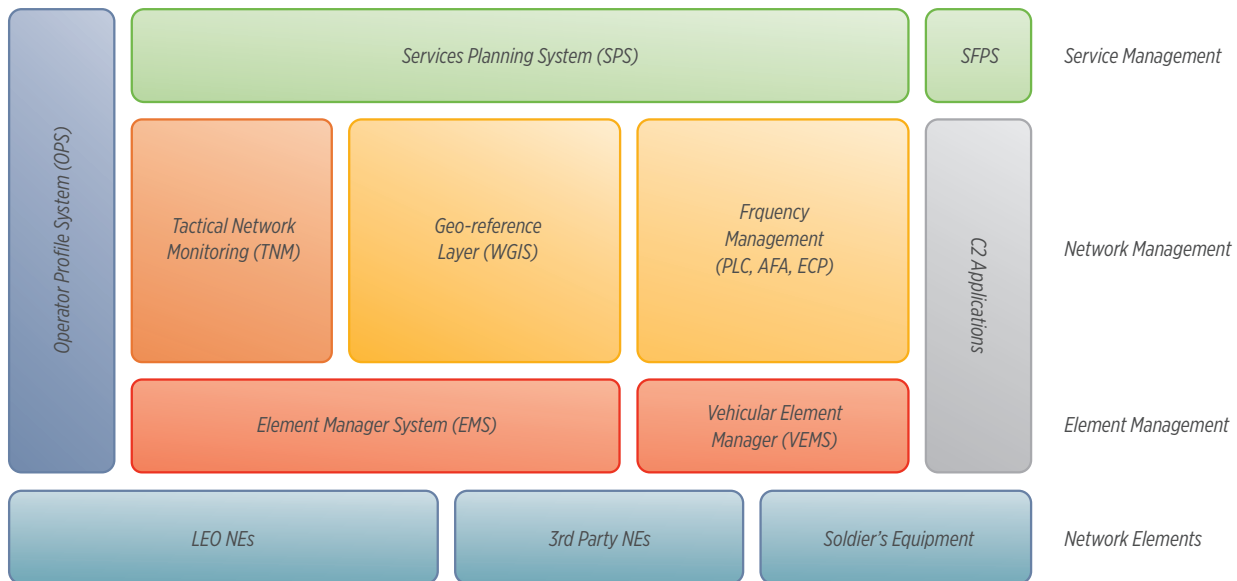 Operator Profile System (OPS)
Services Planning System (SPS)
SFPS
Service Management
Tactical Network
Monitoring (TNM)
Geo-reference
Layer (WGIS)
Frquency
Management
(PLC, AFA, ECP)
C2 Applications
Network Management
Element Manager System (EMS)
Vehicular Element
Manager (VEMS)
Element Management
LEO NEs
3rd Party NEs
Soldier's Equipment
Network Elements